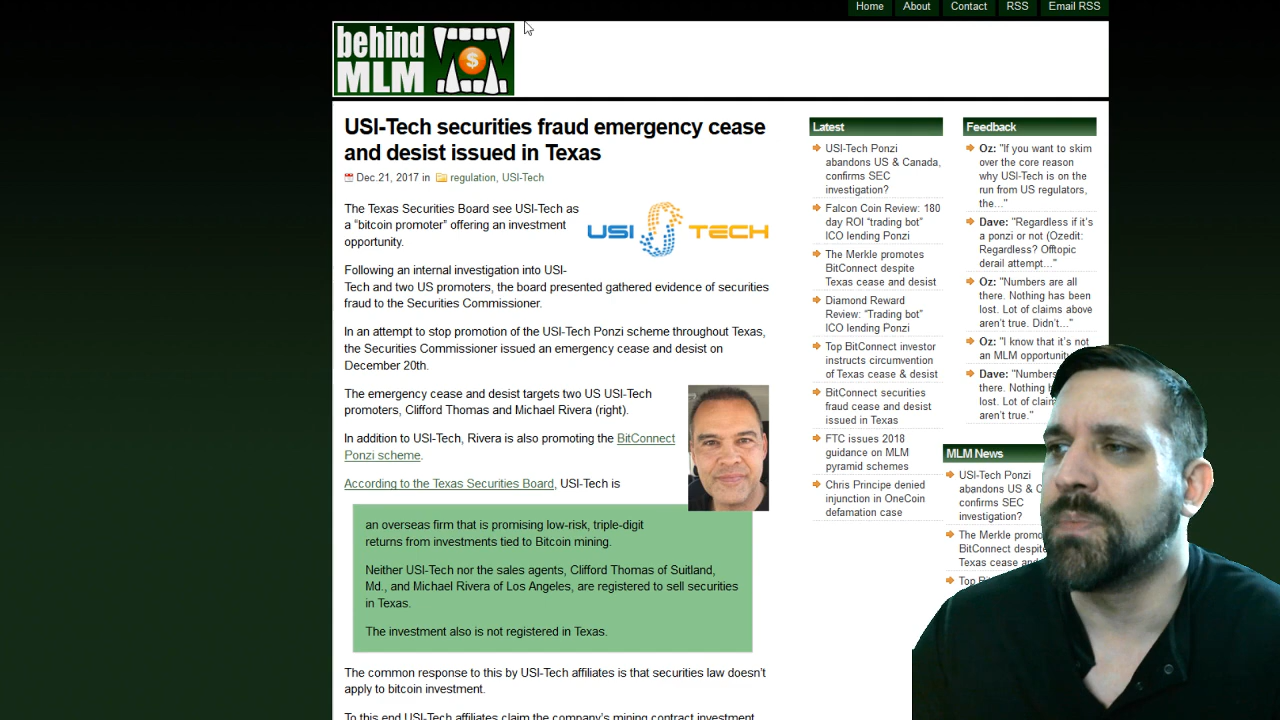 Home About Contact RSS Email RSS
behind
MLM
$
USI-Tech securities fraud emergency cease
and desist issued in Texas
Dec.21, 2017 in regulation, USI-Tech
The Texas Securities Board see USI-Tech as
a “bitcoin promoter” offering an investment
opportunity.
USI TECH
Following an internal investigation into USI-
Tech and two US promoters, the board presented gathered evidence of securities
fraud to the Securities Commissioner.
In an attempt to stop promotion of the USI-Tech Ponzi scheme throughout Texas,
the Securities Commissioner issued an emergency cease and desist on
December 20th.
The emergency cease and desist targets two US USI-Tech
promoters, Clifford Thomas and Michael Rivera (right).
In addition to USI-Tech, Rivera is also promoting the BitConnect
Ponzi scheme.
According to the Texas Securities Board, USI-Tech is
an overseas firm that is promising low-risk, triple-digit
returns from investments tied to Bitcoin mining.
Neither USI-Tech nor the sales agents, Clifford Thomas of Suitland,
Md., and Michael Rivera of Los Angeles, are registered to sell securities
in Texas.
The investment also is not registered in Texas.
The common response to this by USI-Tech affiliates is that securities law doesn’t
apply to bitcoin investment.
To this end USI-Tech affiliates claim the company’s mining contract investment
Latest
USI-Tech Ponzi
abandons US & Canada,
confirms SEC
investigation?
Falcon Coin Review: 180
day ROI “trading bot”
ICO lending Ponzi
The Merkle promotes
BitConnect despite
Texas cease and desist
Diamond Reward
Review: “Trading bot”
ICO lending Ponzi
Top BitConnect investor
instructs circumvention
of Texas cease & desist
BitConnect securities
fraud cease and desist
issued in Texas
FTC issues 2018
guidance on MLM
pyramid schemes
Chris Principe denied
injunction in OneCoin
defamation case
Feedback
Oz: "If you want to skim
over the core reason
why USI-Tech is on the
run from US regulators,
the..."
Dave: "Regardless if it's
a ponzi or not (Ozedit:
Regardless? Offtopic
derail attempt..."
Oz: "Numbers are all
there. Nothing has been
lost. Lot of claims above
aren't true. Didn't..."
Oz: "I know that it's not
an MLM
Dave:
there. Nothing
lost. Lot of
aren't true."
MLM News
USI-Tech Ponzi
abandons US &
confirms SEC
investigation?
The Merkle
BitConnect
Texas cease
Top